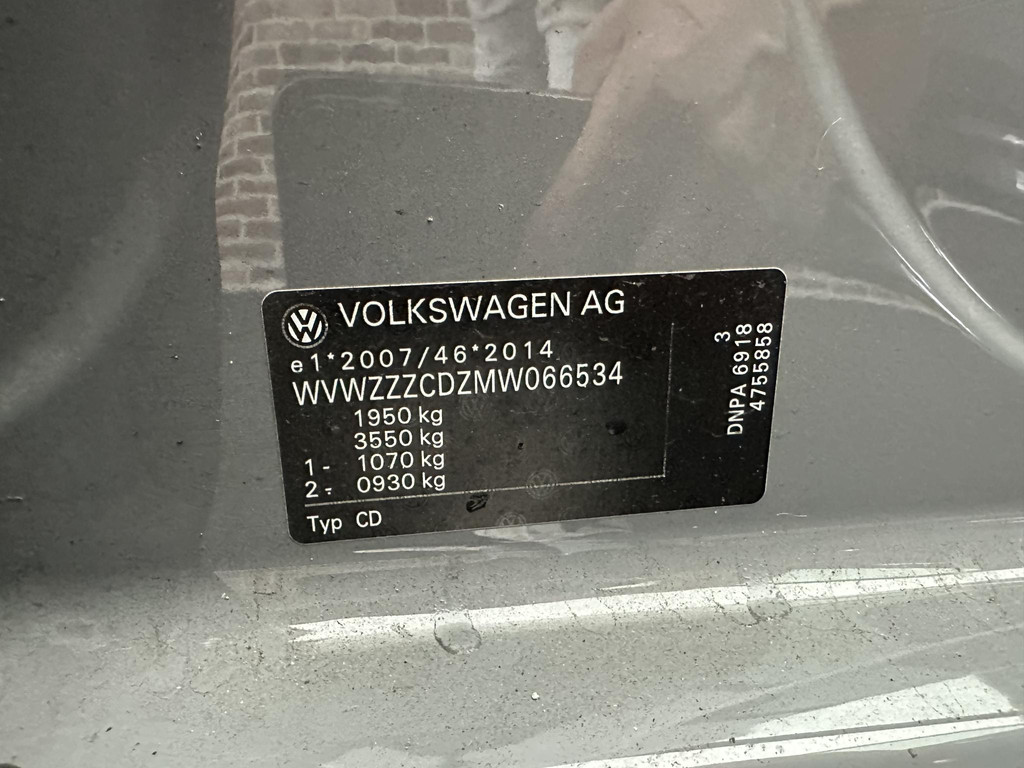 VOLKSWAGEN AG
e1*2007/46*2014
WVWZZZCDZMW066534
1950 kg
3550 kg
1- 1070 kg
2- 0930 kg
Typ CD
3
DNPA 6918
4755858